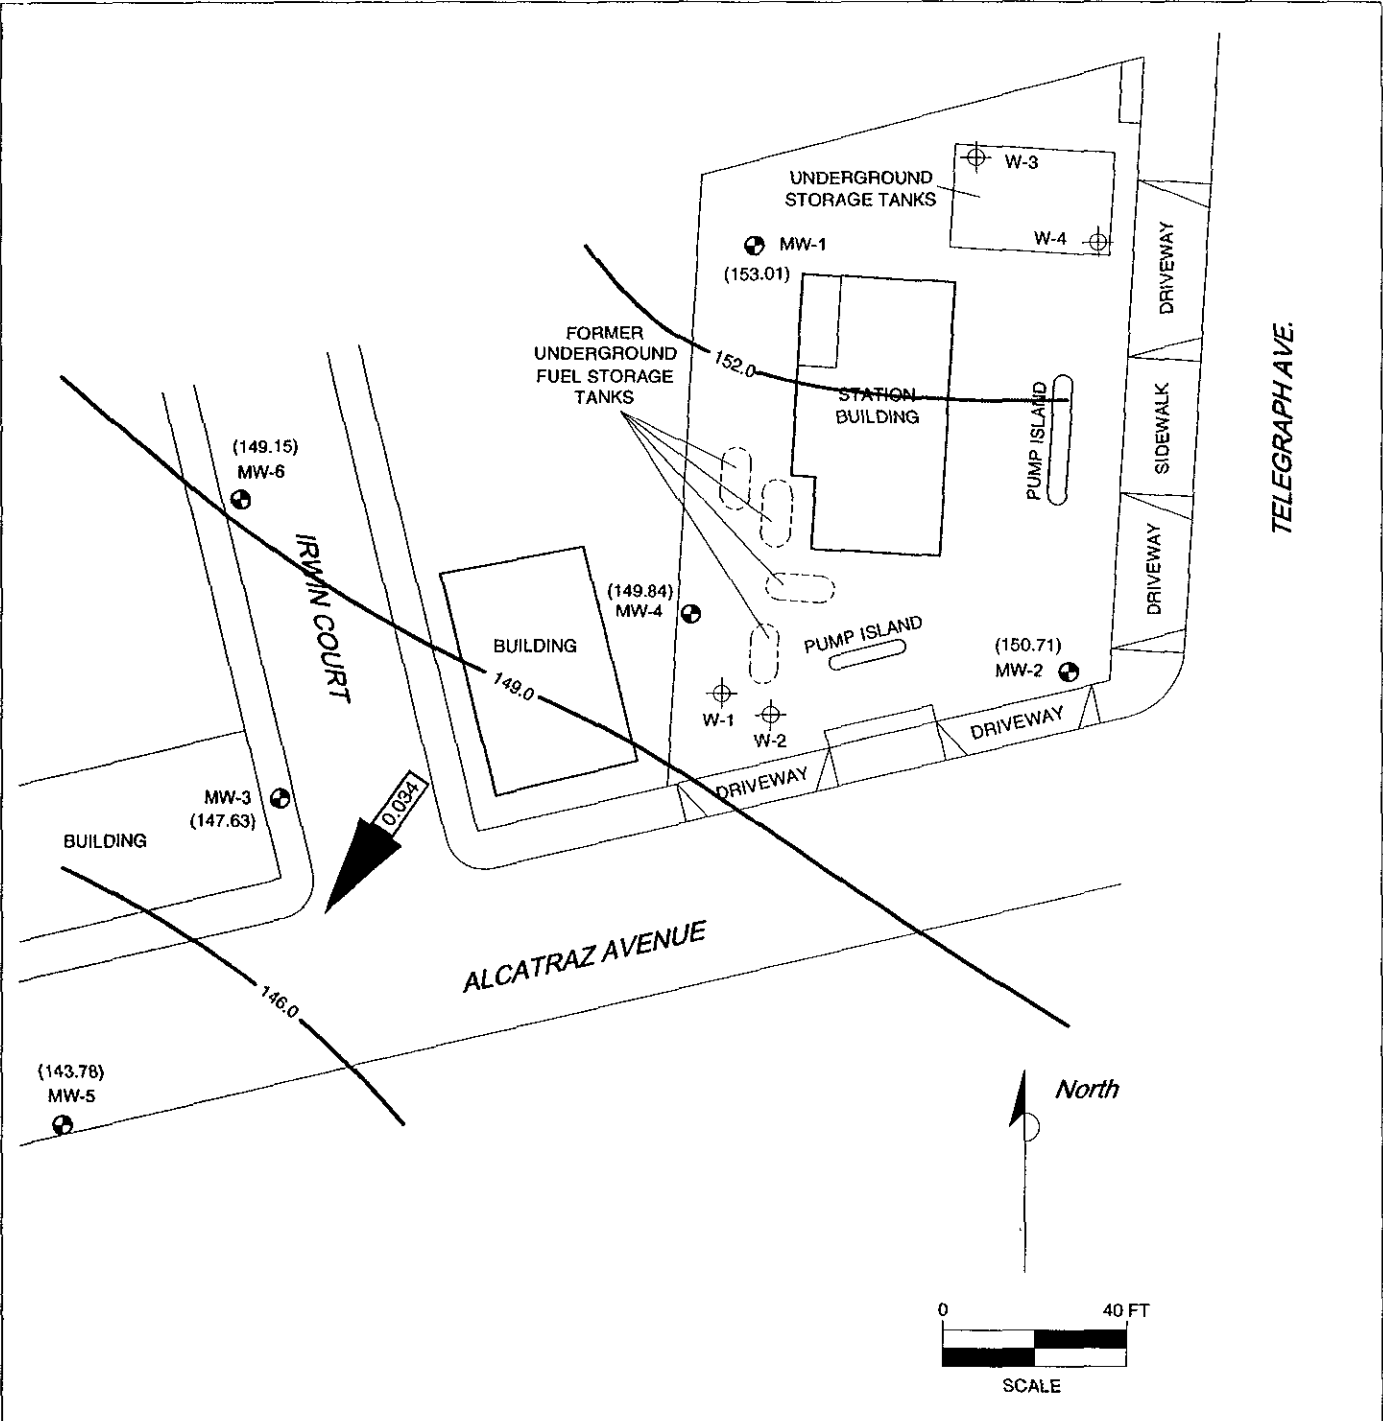 W-3
UNDERGROUND
STORAGE TANKS
W-4
MW-1
(153.01)
DRIVEWAY
FORMER
UNDERGROUND
FUEL STORAGE
TANKS
152.0
STATION
BUILDING
PUMP ISLAND
SIDEWALK
TELEGRAPH AVE.
(149.15)
MW-6
IRWIN COURT
DRIVEWAY
(149.84)
MW-4
BUILDING
PUMP ISLAND
(150.71)
MW-2
149.0
W-1
W-2
DRIVEWAY
DRIVEWAY
MW-3
(147.63)
0.034
BUILDING
ALCATRAZ AVENUE
146.0
(143.78)
MW-5
North
0 40 FT
SCALE